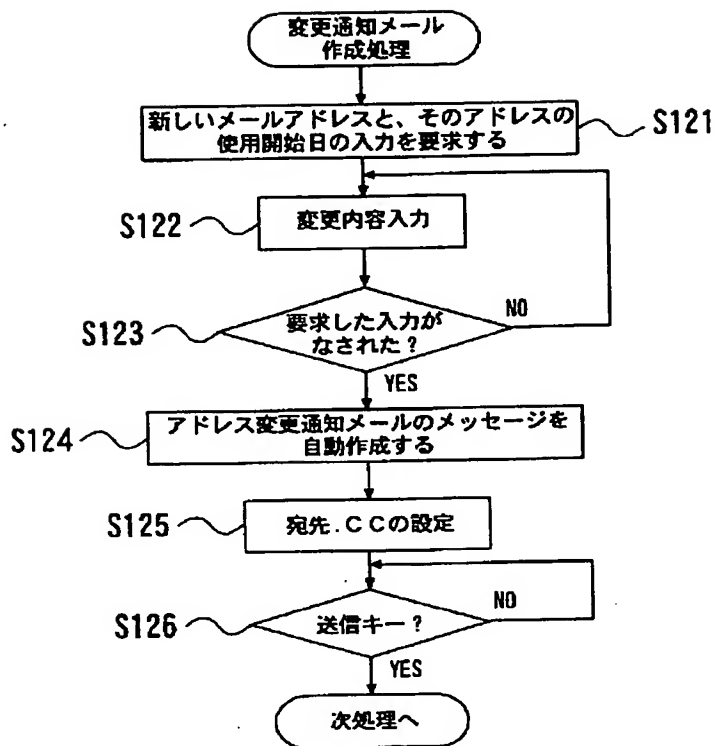 変更通知メール
作成処理
新しいメールアドレスと、そのアドレスの
使用開始日の入力を要求する
S121
S122
変更内容入力
S123
要求した入力が
なされた?
NO
YES
S124
アドレス変更通知メールのメッセージを
自動作成する
S125
宛先.CCの設定
S126
送信キー?
NO
YES
次処理へ